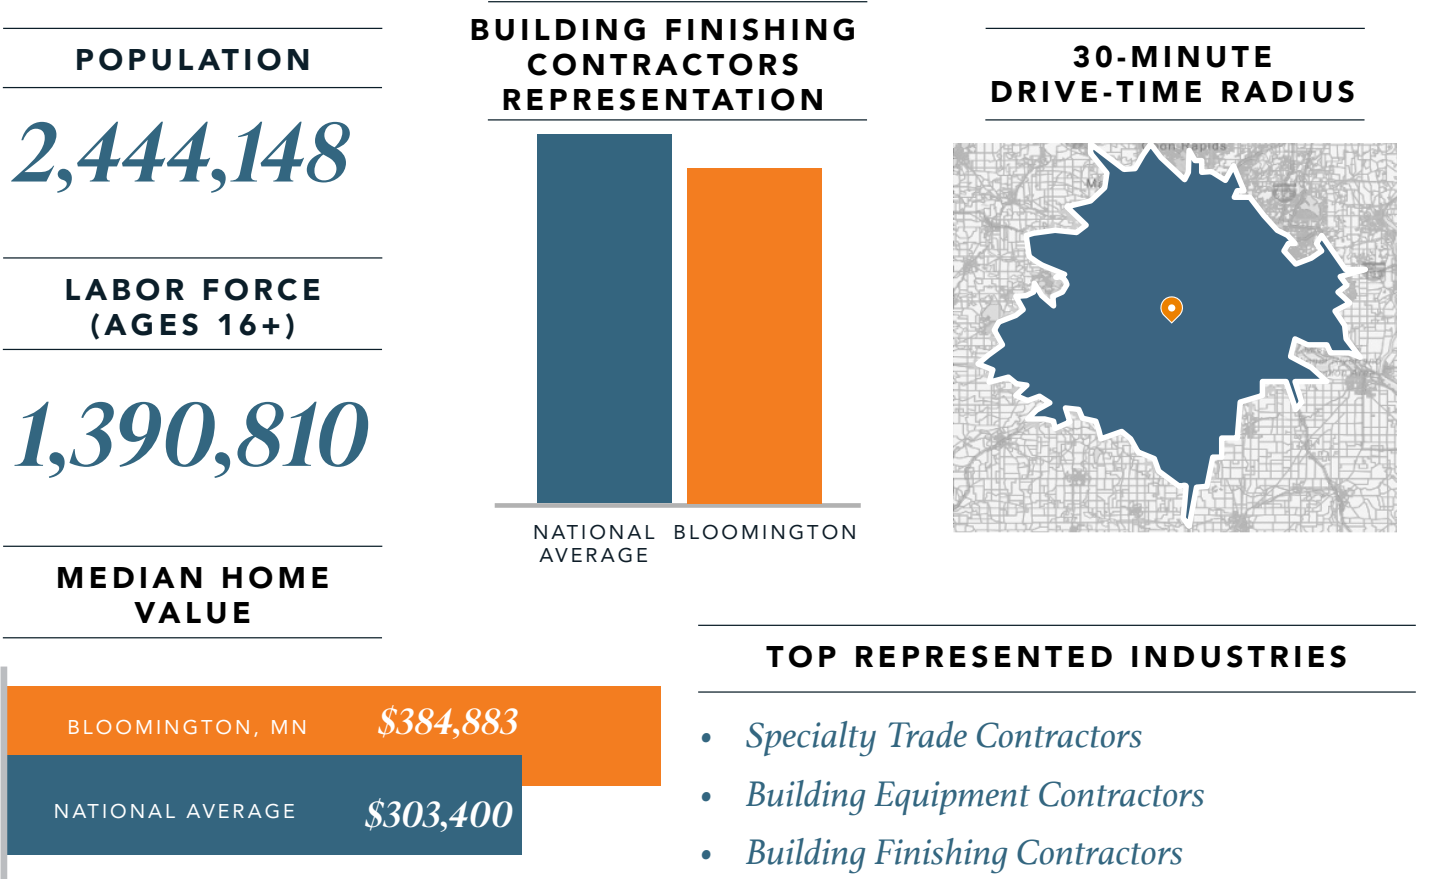 POPULATION
2,444,148
LABOR FORCE
(AGES 16+)
1,390,810
MEDIAN HOME
VALUE
BLOOMINGTON, MN $384,883
NATIONAL AVERAGE $303,400
BUILDING FINISHING
CONTRACTORS
REPRESENTATION
NATIONAL
AVERAGE
BLOOMINGTON
30-MINUTE
DRIVE-TIME RADIUS
TOP REPRESENTED INDUSTRIES
• Specialty Trade Contractors
• Building Equipment Contractors
• Building Finishing Contractors